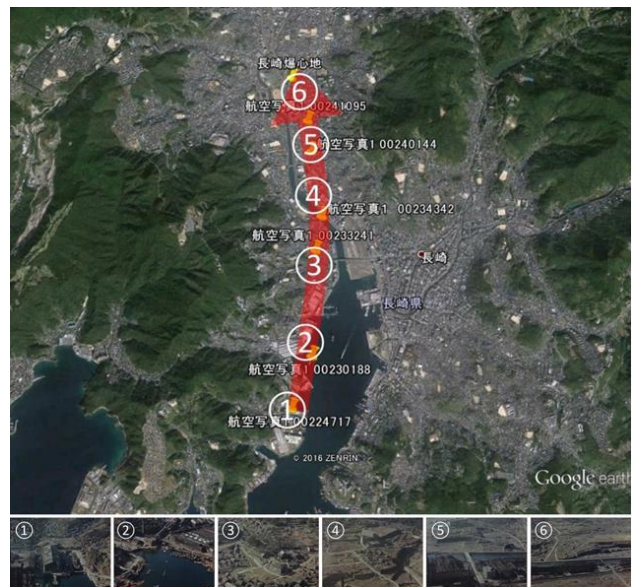 長崎爆心地
⑥
航空写真1 00241095
⑤
航空写真1 00240144
④
航空写真1 00234342
航空写真1 00233241
③
長崎
長崎県
②
航空写真1 00230188
①
航空写真1 00224717
© 2016 ZENRIN
Google earth
① ② ③ ④ ⑤ ⑥